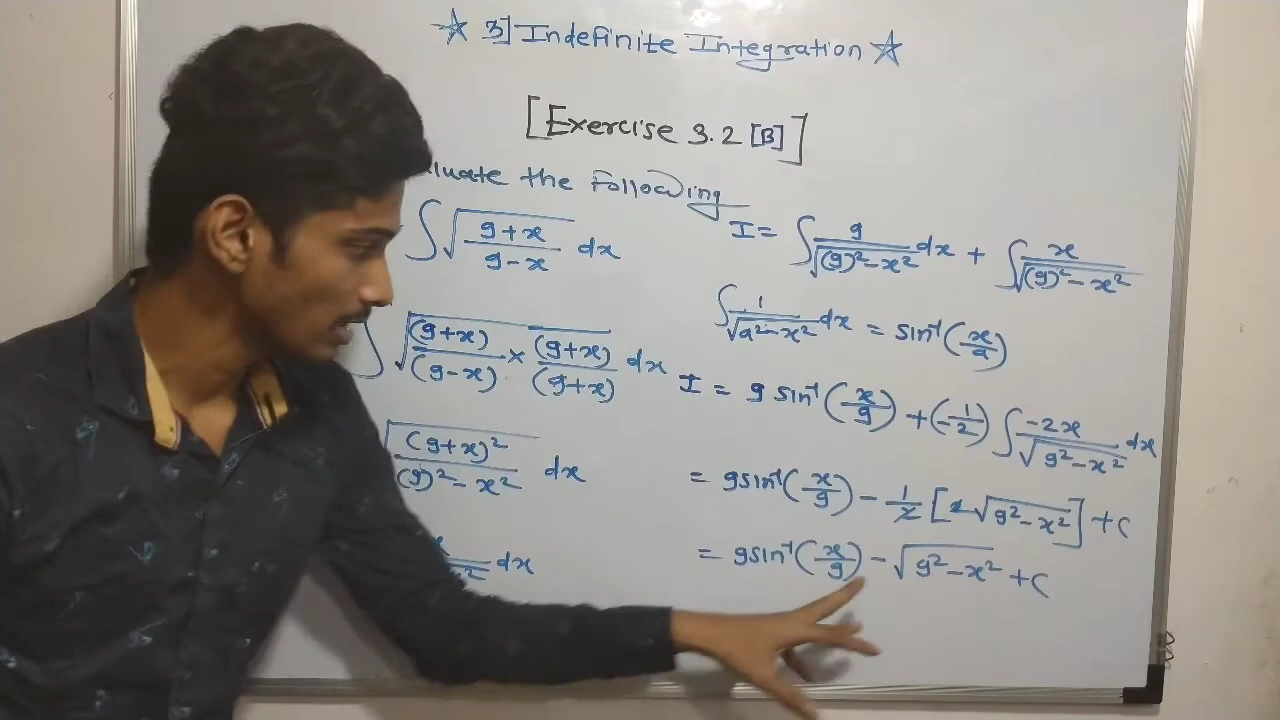 ☆ 3] Indefinite Integration ☆
[Exercise 3.2 [B]]
luate the Following
∫ √((9+x)/(9-x)) dx
∫ √((9+x)/(9-x) × (9+x)/(9+x)) dx
√((9+x)²/((9)²-x²)) dx
dx
I = ∫ 9/√((9)²-x²) dx + ∫ x/√((9)²-x²)
∫ 1/√(a²-x²) dx = sin⁻¹(x/a)
I = 9 sin⁻¹(x/9) + (-1/2) ∫ -2x/√(9²-x²) dx
= 9sin⁻¹(x/9) - 1/2 [2√(9²-x²)] + c
= 9sin⁻¹(x/9) - √(9²-x²) + c